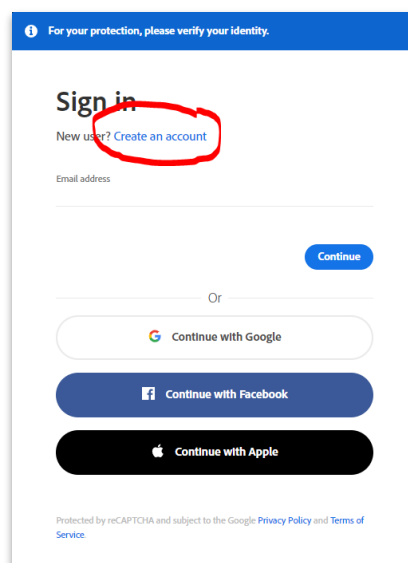 For your protection, please verify your identity.
Sign in
New user? Create an account
Email address
Continue
Or
Continue with Google
Continue with Facebook
Continue with Apple
Protected by reCAPTCHA and subject to the Google Privacy Policy and Terms of
Service.